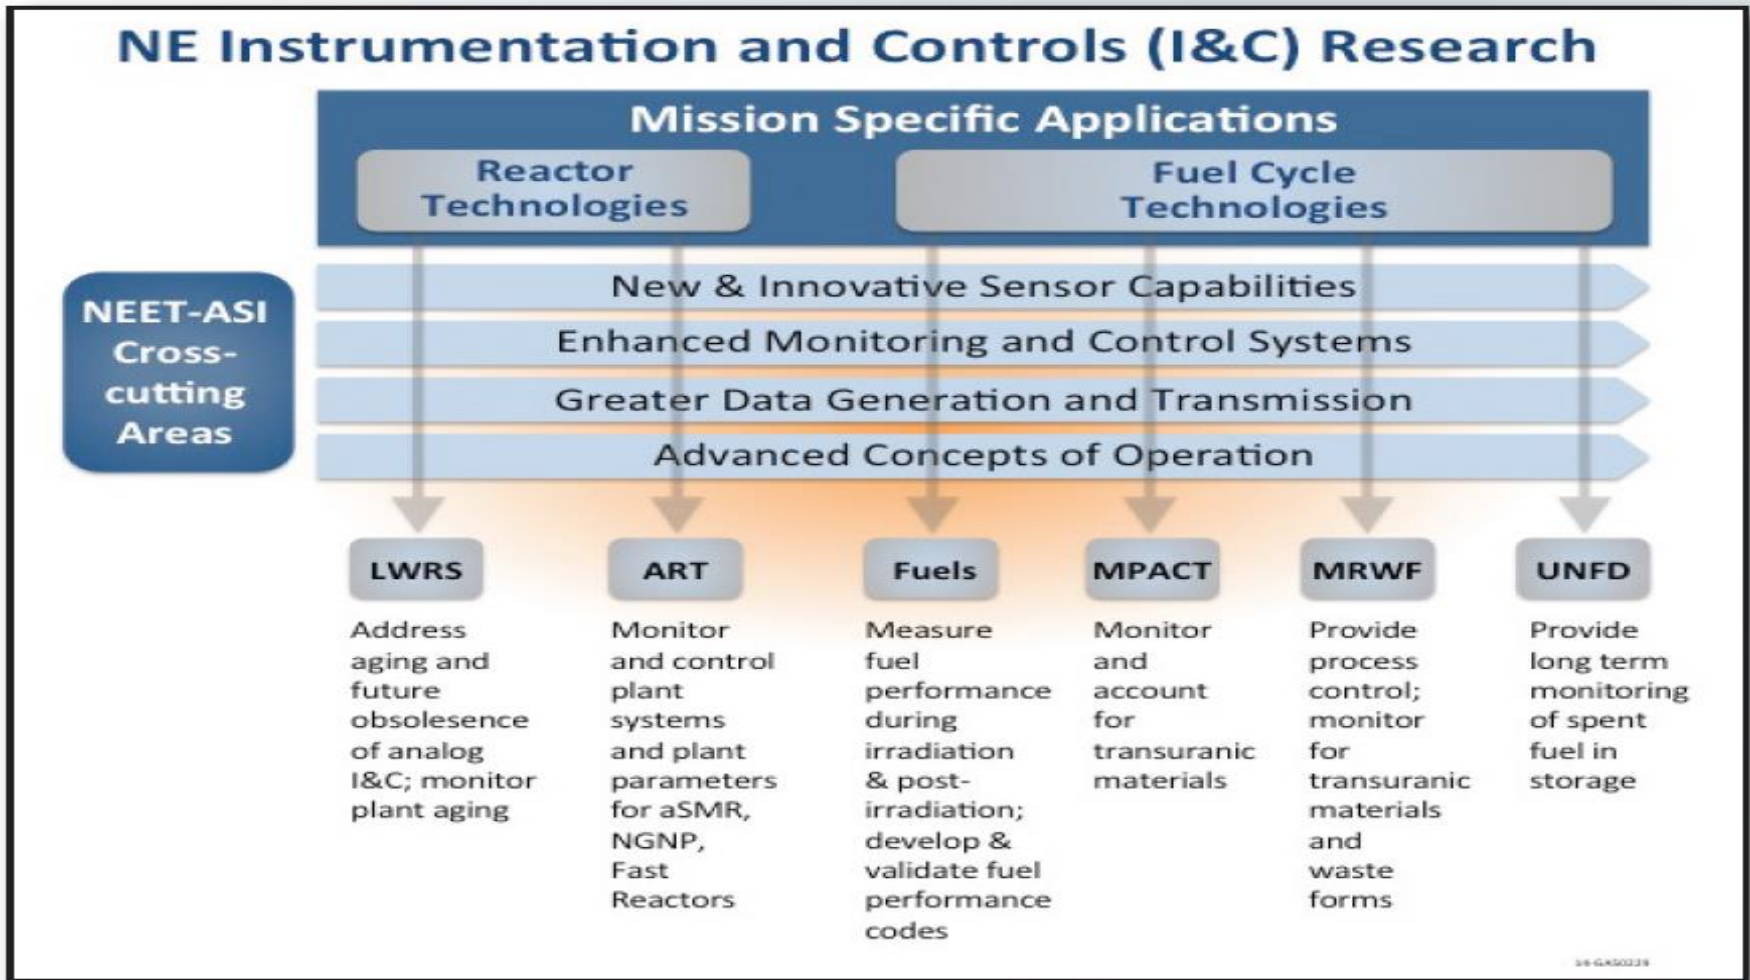 NE Instrumentation and Controls (I&C) Research
Mission Specific Applications
Reactor
Technologies
Fuel Cycle
Technologies
NEET-ASI
Cross-
cutting
Areas
New & Innovative Sensor Capabilities
Enhanced Monitoring and Control Systems
Greater Data Generation and Transmission
Advanced Concepts of Operation
LWRS
Address
aging and
future
obsolesence
of analog
I&C; monitor
plant aging
ART
Monitor
and control
plant
systems
and plant
parameters
for aSMR,
NGNP,
Fast
Reactors
Fuels
Measure
fuel
performance
during
irradiation
& post-
irradiation;
develop &
validate fuel
performance
codes
MPACT
Monitor
and
account
for
transuranic
materials
MRWF
Provide
process
control;
monitor
for
transuranic
materials
and
waste
forms
UNFD
Provide
long term
monitoring
of spent
fuel in
storage